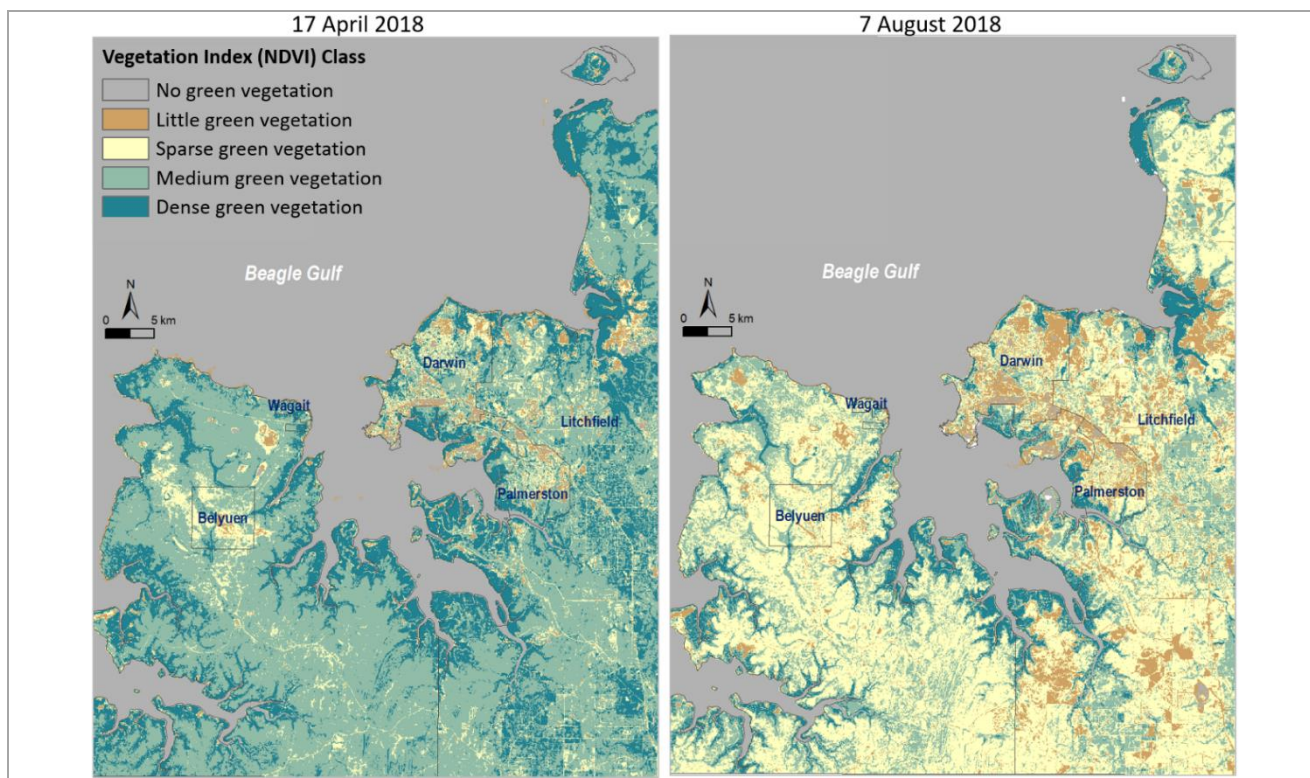 17 April 2018
7 August 2018
Vegetation Index (NDVI) Class
No green vegetation
Little green vegetation
Sparse green vegetation
Medium green vegetation
Dense green vegetation
Beagle Gulf
N
0 5 km
Darwin
Wagait
Litchfield
Palmerston
Belyuen
Beagle Gulf
N
0 5 km
Darwin
Wagait
Litchfield
Palmerston
Belyuen